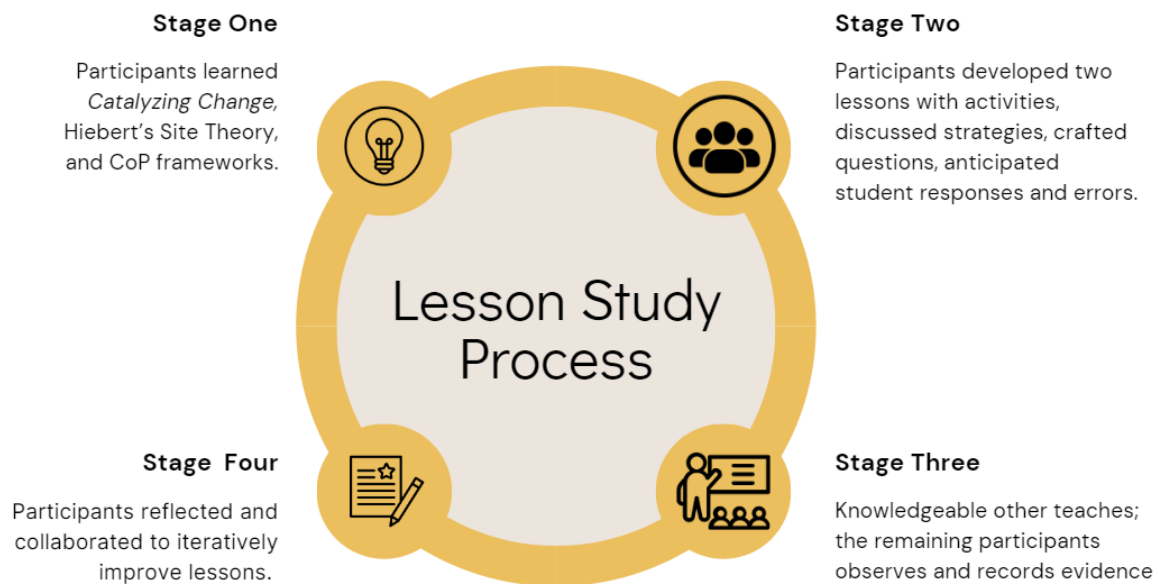 Stage One
Participants learned
Catalyzing Change,
Hiebert's Site Theory,
and CoP frameworks.
Stage Two
Participants developed two
lessons with activities,
discussed strategies, crafted
questions, anticipated
student responses and errors.
Lesson Study
Process
Stage Four
Participants reflected and
collaborated to iteratively
improve lessons.
Stage Three
Knowledgeable other teaches;
the remaining participants
observes and records evidence